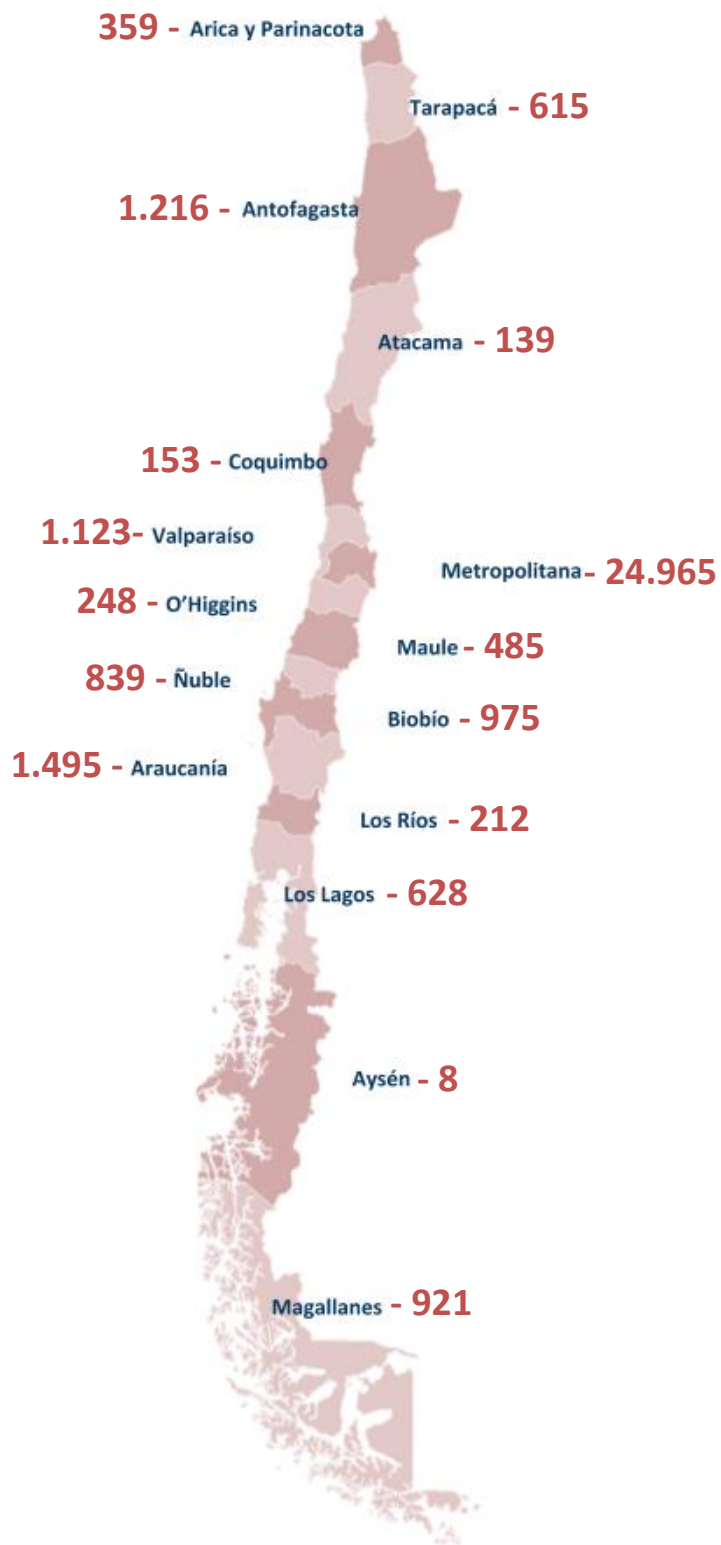 359 - Arica y Parinacota
Tarapacá - 615
1.216 - Antofagasta
Atacama - 139
153 - Coquimbo
1.123- Valparaíso
Metropolitana- 24.965
248 - O’Higgins
Maule - 485
839 - Ñuble
Biobío - 975
1.495 - Araucanía
Los Ríos - 212
Los Lagos - 628
Aysén - 8
Magallanes - 921